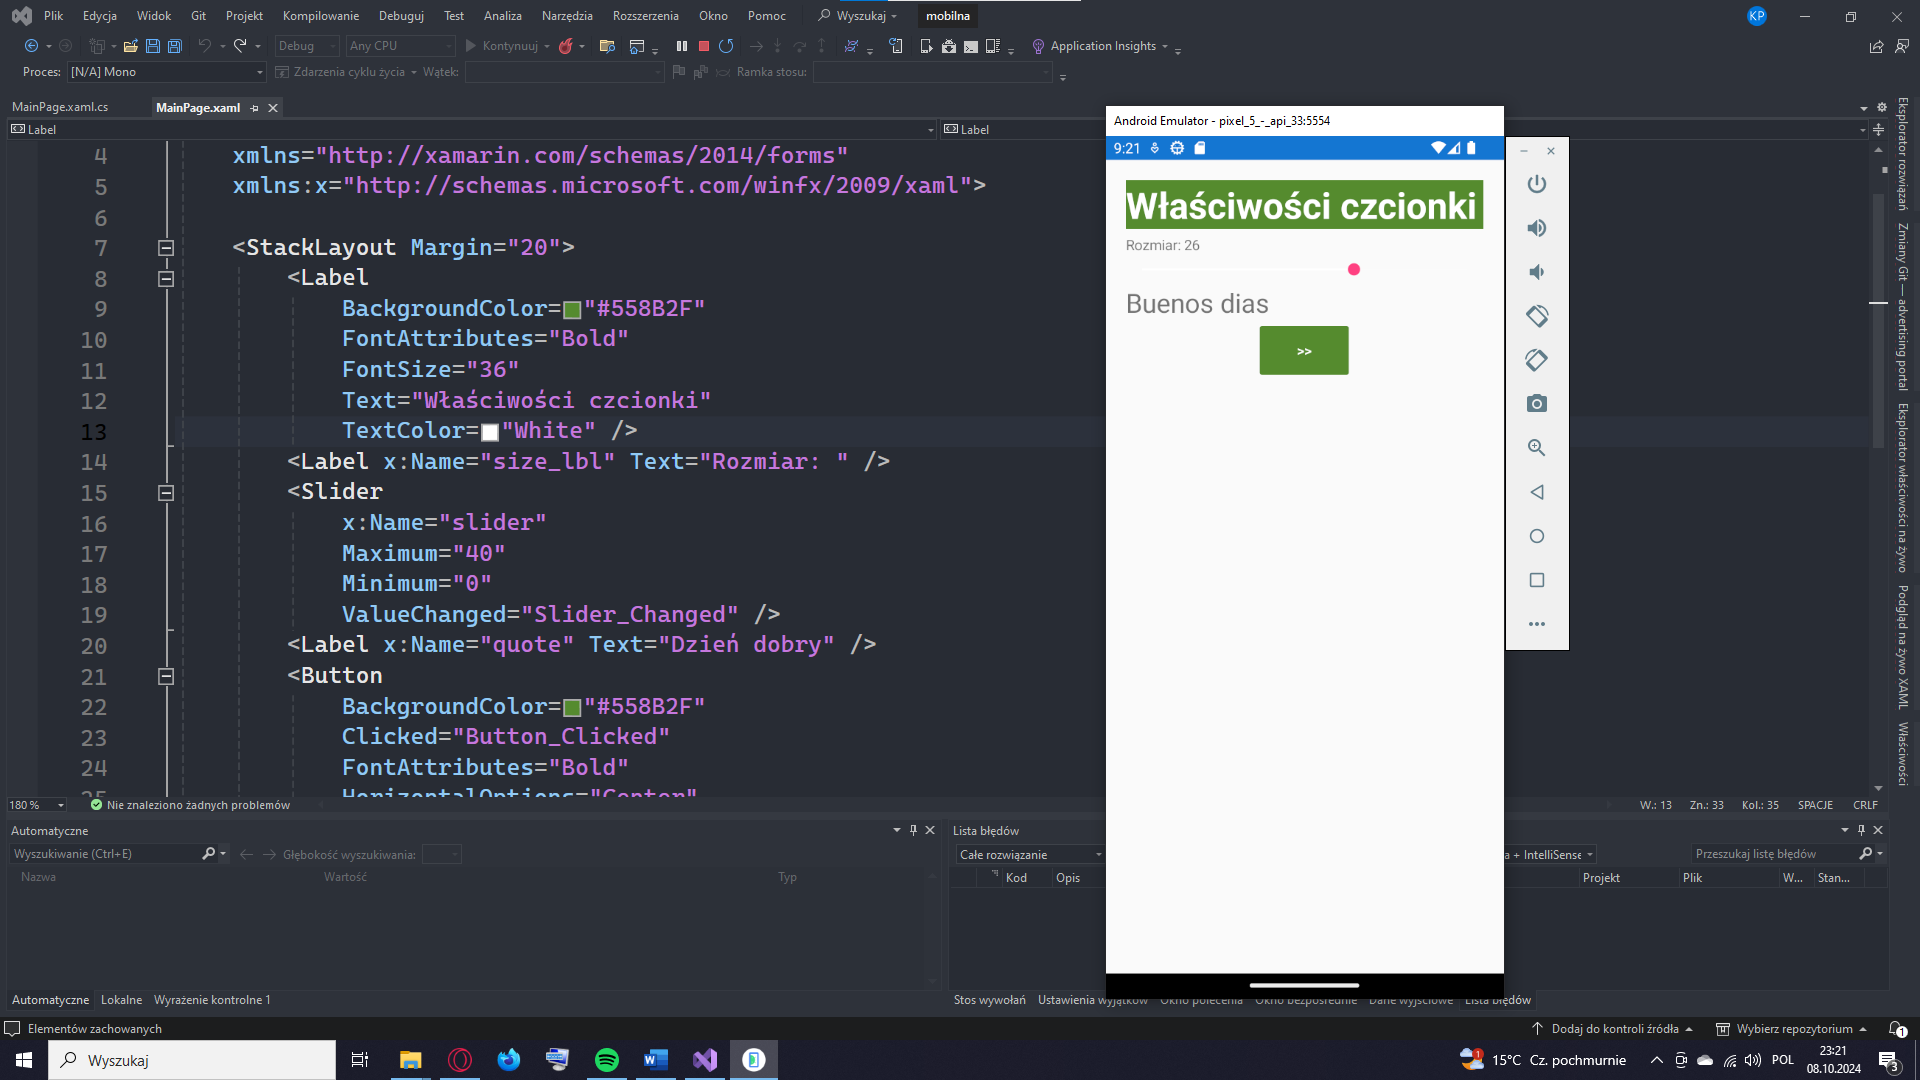 Plik Edycja Widok Git Projekt Kompilowanie Debuguj Test Analiza Narzędzia Rozszerzenia Okno Pomoc Wyszukaj mobilna KP
Debug Any CPU Kontynuuj Application Insights
Proces: [N/A] Mono Zdarzenia cyklu życia Wątek: Ramka stosu:
MainPage.xaml.cs MainPage.xaml
Label Label
4 xmlns="http://xamarin.com/schemas/2014/forms"
5 xmlns:x="http://schemas.microsoft.com/winfx/2009/xaml">
6
7 <StackLayout Margin="20">
8 <Label
9 BackgroundColor="#558B2F"
10 FontAttributes="Bold"
11 FontSize="36"
12 Text="Właściwości czcionki"
13 TextColor="White" />
14 <Label x:Name="size_lbl" Text="Rozmiar: " />
15 <Slider
16 x:Name="slider"
17 Maximum="40"
18 Minimum="0"
19 ValueChanged="Slider_Changed" />
20 <Label x:Name="quote" Text="Dzień dobry" />
21 <Button
22 BackgroundColor="#558B2F"
23 Clicked="Button_Clicked"
24 FontAttributes="Bold"
25 HorizontalOptions="Center"
180 % Nie znaleziono żadnych problemów W.: 13 Zn.: 33 Kol.: 35 SPACJE CRLF
Android Emulator - pixel_5_-_api_33:5554
9:21
Właściwości czcionki
Rozmiar: 26
Buenos dias
>>
Eksplorator rozwiązań
Zmiany Git — advertising portal
Eksplorator właściwości na żywo
Podgląd na żywo XAML
Właściwości
Automatyczne
Wyszukiwanie (Ctrl+E) Głębokość wyszukiwania:
Nazwa Wartość Typ
Automatyczne Lokalne Wyrażenie kontrolne 1
Lista błędów
Całe rozwiązanie a + IntelliSense Przeszukaj listę błędów
Kod Opis Projekt Plik W... Stan...
Stos wywołań Ustawienia wyjątków Okno polecenia Okno bezpośrednie Dane wyjściowe Lista błędów
Elementów zachowanych Dodaj do kontroli źródła Wybierz repozytorium 1
Wyszukaj 1 15°C Cz. pochmurnie POL 23:21
08.10.2024 3